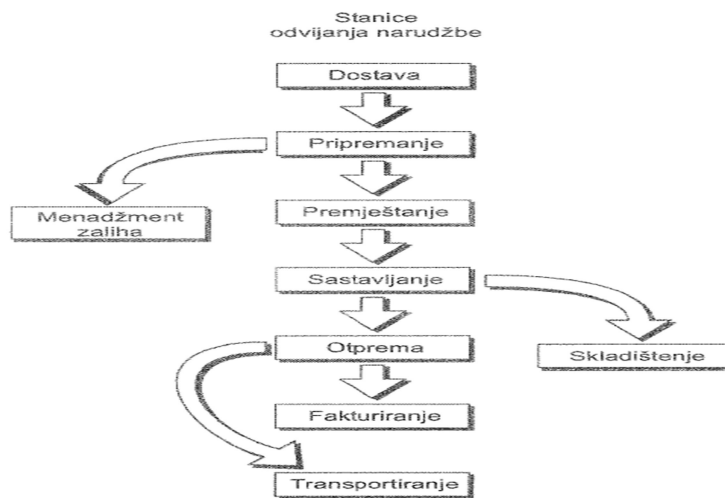 Stanice
odvijanja narudžbe
Dostava
Pripremanje
Menadžment
zaliha
Premještanje
Sastavljanje
Otprema
Skladištenje
Fakturiranje
Transportiranje